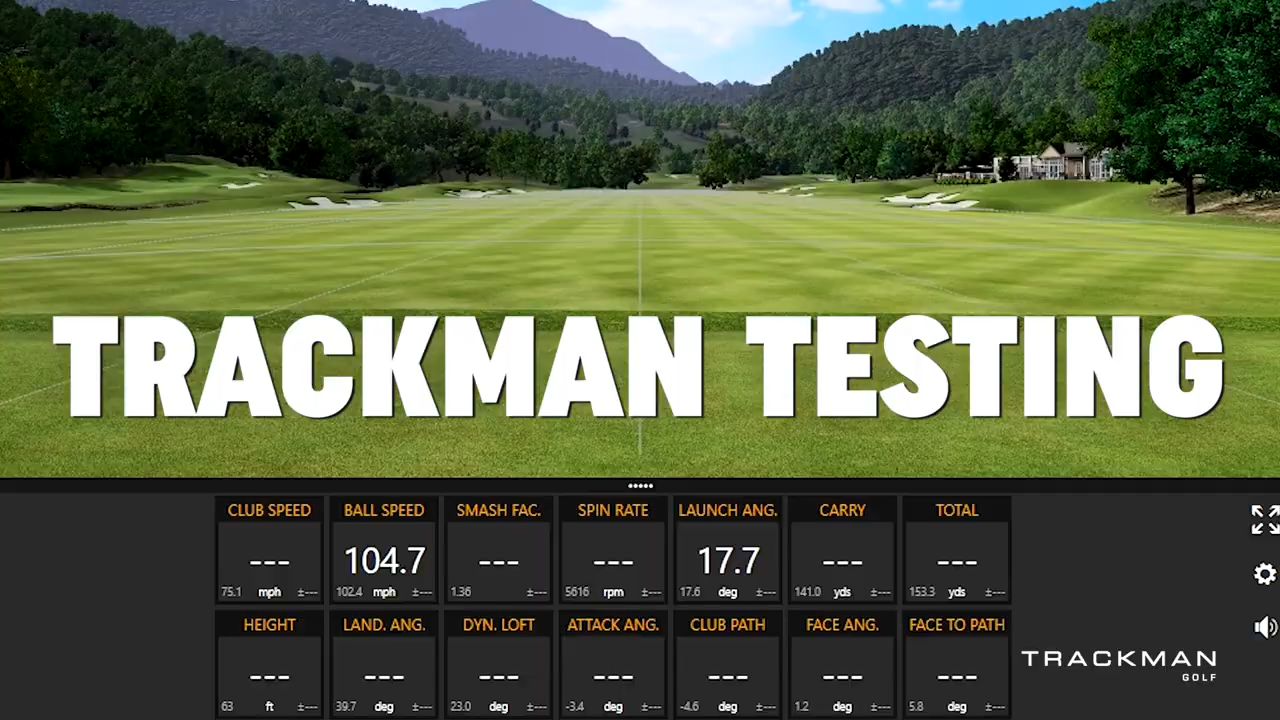 TRACKMAN TESTING
CLUB SPEED BALL SPEED SMASH FAC. SPIN RATE LAUNCH ANG. CARRY TOTAL
--- 104.7 --- --- 17.7 --- ---
75.1 mph ±--- 102.4 mph ±--- 1.36 ±--- 5616 rpm ±--- 17.6 deg ±--- 141.0 yds ±--- 153.3 yds ±---
HEIGHT LAND. ANG. DYN. LOFT ATTACK ANG. CLUB PATH FACE ANG. FACE TO PATH
--- --- --- --- --- --- ---
63 ft ±--- 39.7 deg ±--- 23.0 deg ±--- -3.4 deg ±--- -4.6 deg ±--- 1.2 deg ±--- 5.8 deg ±---
TRACKMAN
GOLF